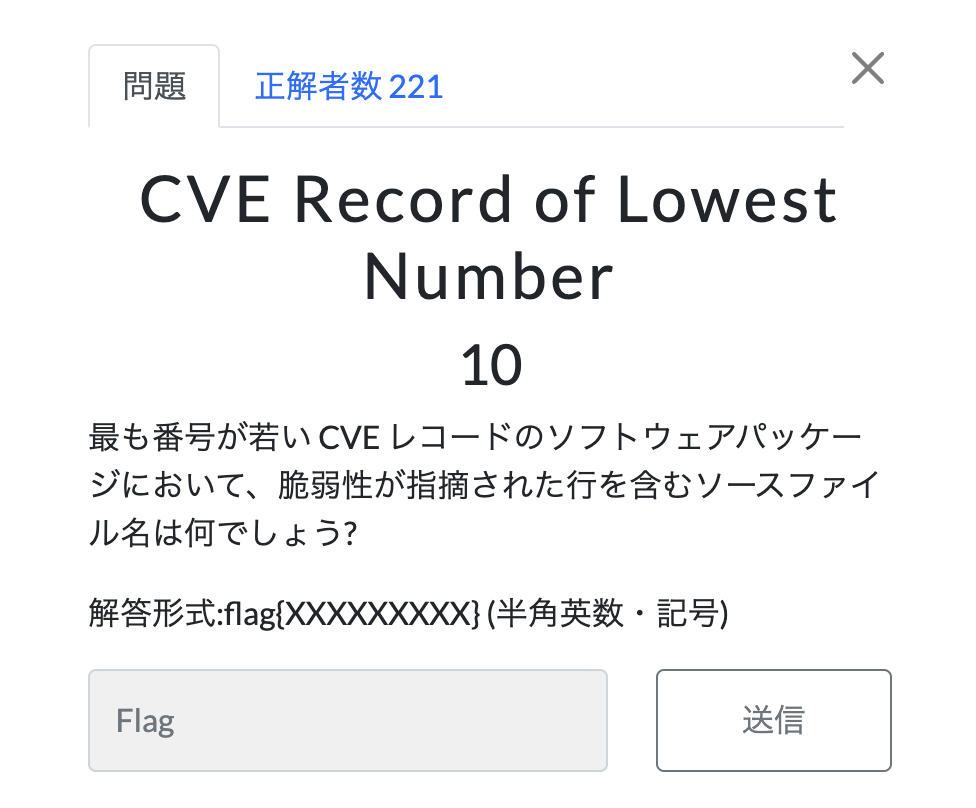 問題
正解者数 221
CVE Record of Lowest
Number
10
最も番号が若い CVE レコードのソフトウェアパッケー
ジにおいて、脆弱性が指摘された行を含むソースファイ
ル名は何でしょう?
解答形式:flag{XXXXXXXXX} (半角英数・記号)
Flag
送信